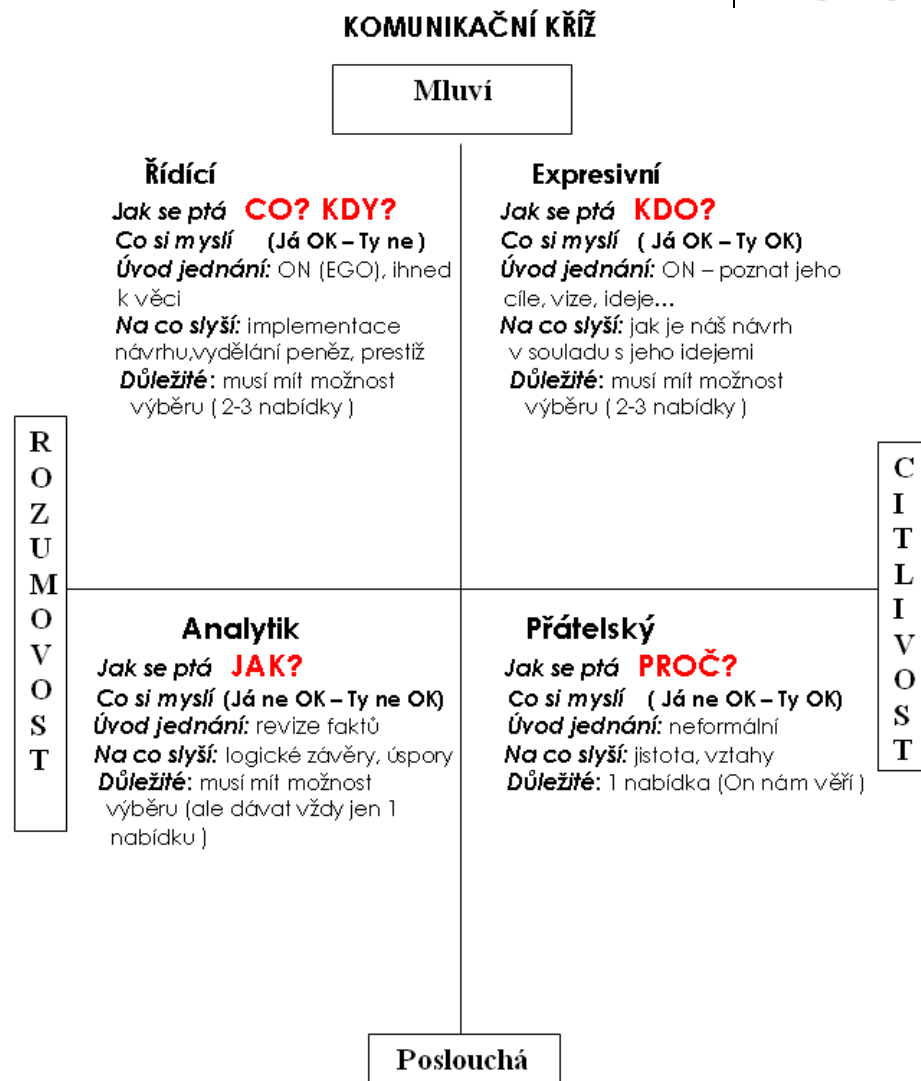 KOMUNIKAČNÍ KŘÍŽ
Mluví
Řídící
Jak se ptá CO? KDY?
Co si myslí (Já OK – Ty ne )
Úvod jednání: ON (EGO), ihned
k věci
Na co slyší: implementace
návrhu,vydělání peněz, prestiž
Důležité: musí mít možnost
výběru ( 2-3 nabídky )
Expresivní
Jak se ptá KDO?
Co si myslí ( Já OK – Ty OK)
Úvod jednání: ON – poznat jeho
cíle, vize, ideje...
Na co slyší: jak je náš návrh
v souladu s jeho idejemi
Důležité: musí mít možnost
výběru ( 2-3 nabídky )
ROZUMOVOST
CITLIVOST
Analytik
Jak se ptá JAK?
Co si myslí (Já ne OK – Ty ne OK)
Úvod jednání: revize faktů
Na co slyší: logické závěry, úspory
Důležité: musí mít možnost
výběru (ale dávat vždy jen 1
nabídku )
Přátelský
Jak se ptá PROČ?
Co si myslí ( Já ne OK – Ty OK)
Úvod jednání: neformální
Na co slyší: jistota, vztahy
Důležité: 1 nabídka (On nám věří )
Poslouchá